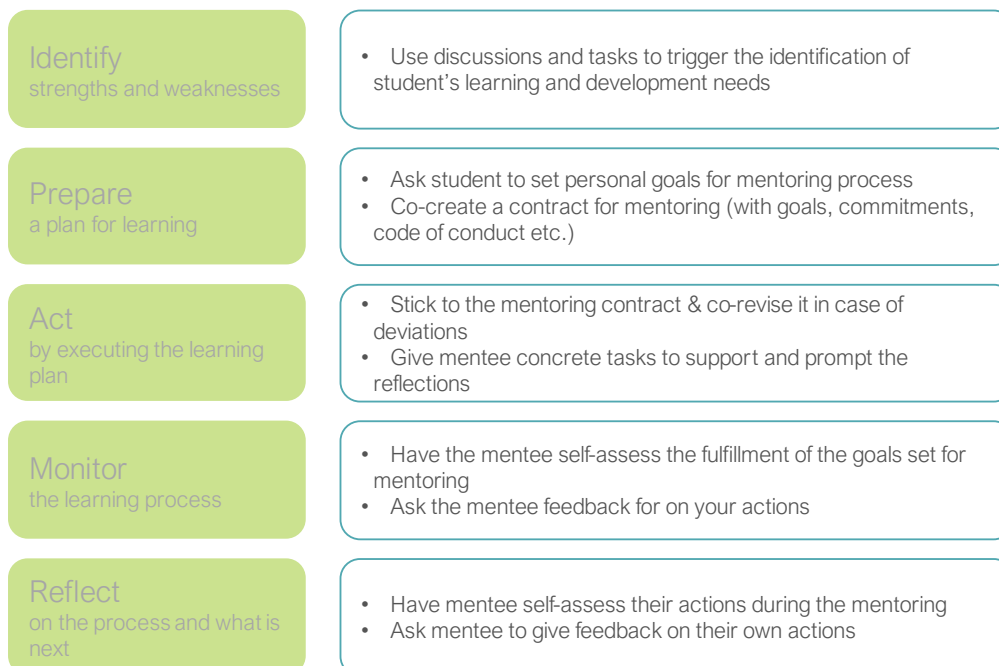 Identify
strengths and weaknesses
• Use discussions and tasks to trigger the identification of
student's learning and development needs
Prepare
a plan for learning
• Ask student to set personal goals for mentoring process
• Co-create a contract for mentoring (with goals, commitments,
code of conduct etc.)
Act
by executing the learning
plan
• Stick to the mentoring contract & co-revise it in case of
deviations
• Give mentee concrete tasks to support and prompt the
reflections
Monitor
the learning process
• Have the mentee self-assess the fulfillment of the goals set for
mentoring
• Ask the mentee feedback for on your actions
Reflect
on the process and what is
next
• Have mentee self-assess their actions during the mentoring
• Ask mentee to give feedback on their own actions